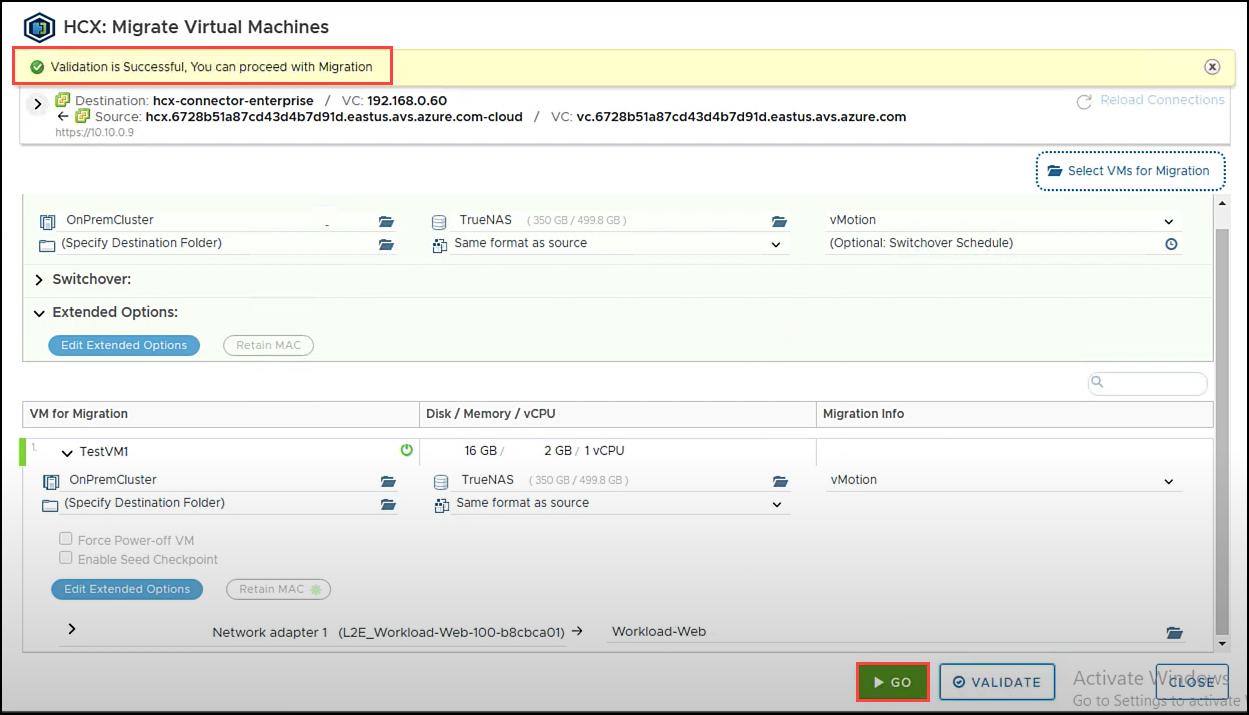 HCX: Migrate Virtual Machines
Validation is Successful, You can proceed with Migration
Destination: hcx-connector-enterprise / VC: 192.168.0.60
Reload Connections
Source: hcx.6728b51a87cd43d4b7d91d.eastus.avs.azure.com-cloud / VC: vc.6728b51a87cd43d4b7d91d.eastus.avs.azure.com
https://10.10.0.9
Select VMs for Migration
OnPremCluster TrueNAS ( 350 GB / 499.8 GB ) vMotion
(Specify Destination Folder) Same format as source (Optional: Switchover Schedule)
Switchover:
Extended Options:
Edit Extended Options Retain MAC
VM for Migration Disk / Memory / vCPU Migration Info
1. TestVM1 16 GB / 2 GB / 1 vCPU
OnPremCluster TrueNAS ( 350 GB / 499.8 GB ) vMotion
(Specify Destination Folder) Same format as source
Force Power-off VM
Enable Seed Checkpoint
Edit Extended Options Retain MAC
Network adapter 1 (L2E_Workload-Web-100-b8cbca01) → Workload-Web
GO VALIDATE CLOSE
Activate Windows
Go to Settings to activate W